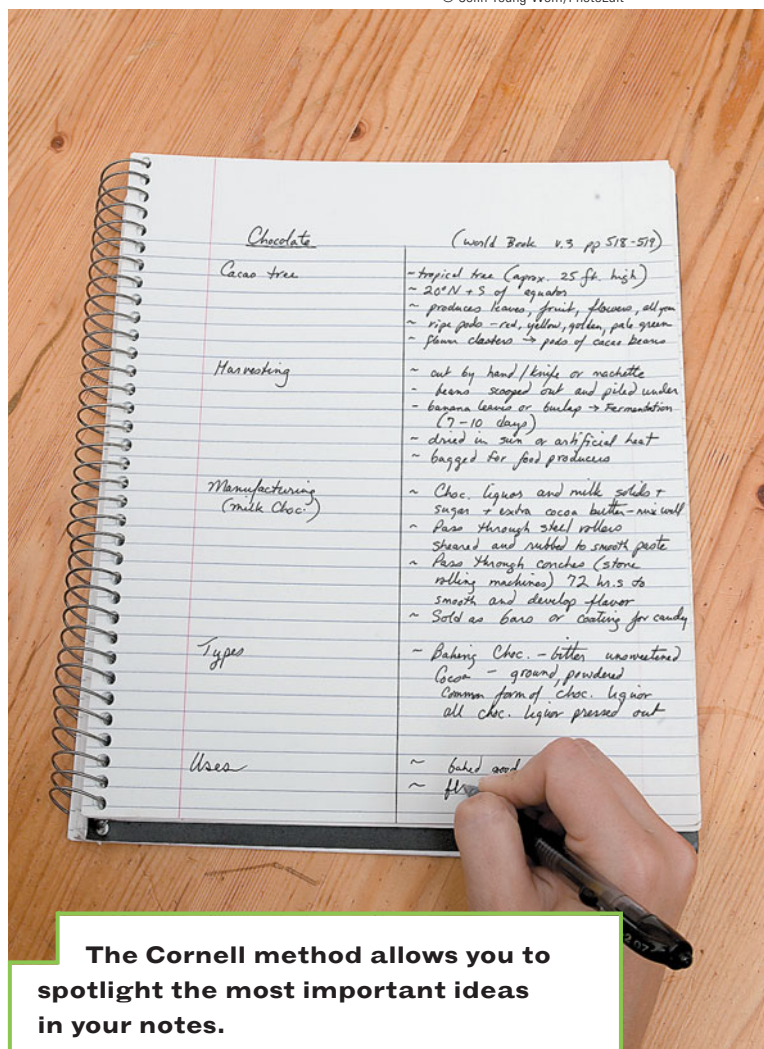 Chocolate (World Book v.3 pp 518-519)
Cacao tree - tropical tree (aprox. 25 ft. high)
~ 20°N + S of equator
~ produces leaves, fruit, flowers, all year
~ ripe pods - red, yellow, golden, pale green
~ flower clusters → pods of cacao beans
Harvesting ~ cut by hand/knife or machette
- beans scooped out and piled under
- banana leaves or burlap → Fermentation
(7-10 days)
~ dried in sun or artificial heat
~ bagged for food producers
Manufacturing ~ Choc. liquor and milk solids +
(milk Choc.) sugar + extra cocoa butter - mix well
~ Pass through steel rollers
sheared and rubbed to smooth paste
~ Pass through conches (stone
rolling machines) 72 hr.s to
smooth and develop flavor
~ Sold as bars or coating for candy
Types ~ Baking Choc. - bitter unsweetened
Cocoa - ground, powdered
Common form of choc. liquor
all choc. liquor pressed out
Uses ~ baked good
~
The Cornell method allows you to
spotlight the most important ideas
in your notes.